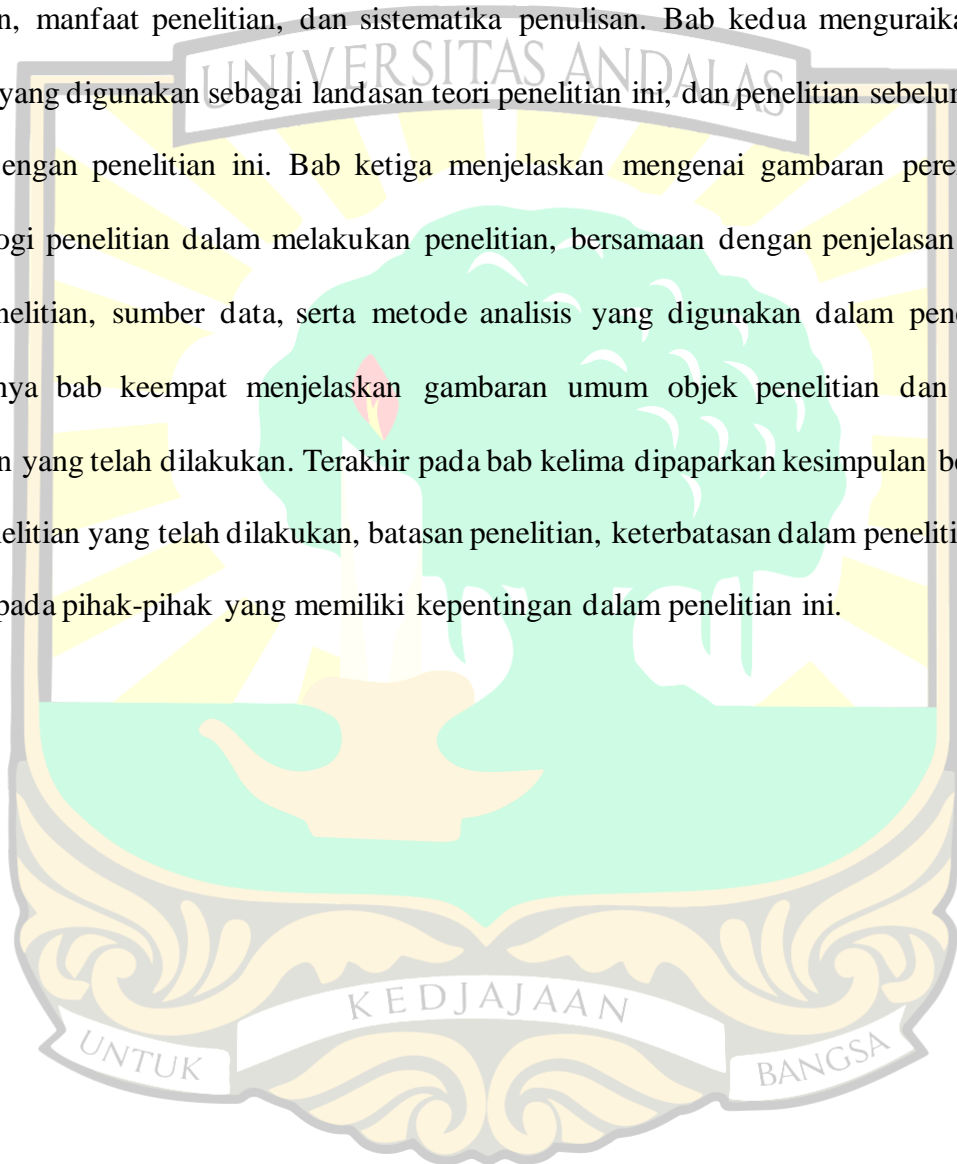 n, manfaat penelitian, dan sistematika penulisan. Bab kedua menguraika
UNIVERSITAS ANDALAS
yang digunakan sebagai landasan teori penelitian ini, dan penelitian sebelun
engan penelitian ini. Bab ketiga menjelaskan mengenai gambaran pere
ogi penelitian dalam melakukan penelitian, bersamaan dengan penjelasan
nelitian, sumber data, serta metode analisis yang digunakan dalam pen
nya bab keempat menjelaskan gambaran umum objek penelitian dan
n yang telah dilakukan. Terakhir pada bab kelima dipaparkan kesimpulan be
nelitian yang telah dilakukan, batasan penelitian, keterbatasan dalam peneliti
pada pihak-pihak yang memiliki kepentingan dalam penelitian ini.
UNTUK KEDJAJAAN BANGSA